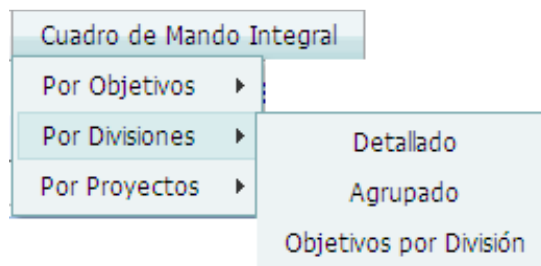 Cuadro de Mando Integral
Por Objetivos
Por Divisiones
Por Proyectos
Detallado
Agrupado
Objetivos por División